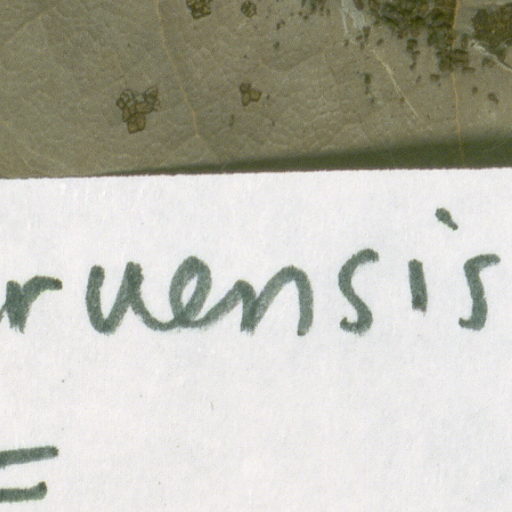 ruensis
=